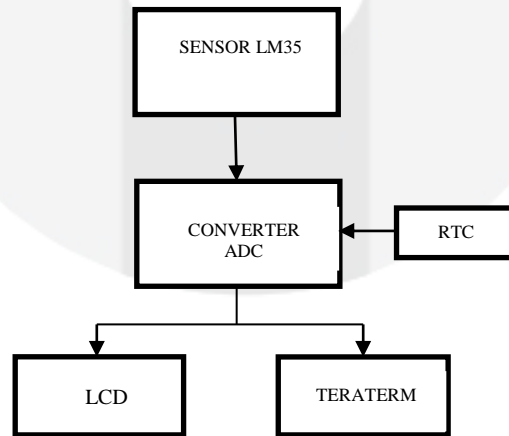 SENSOR LM35
CONVERTER
ADC
RTC
LCD
TERATERM